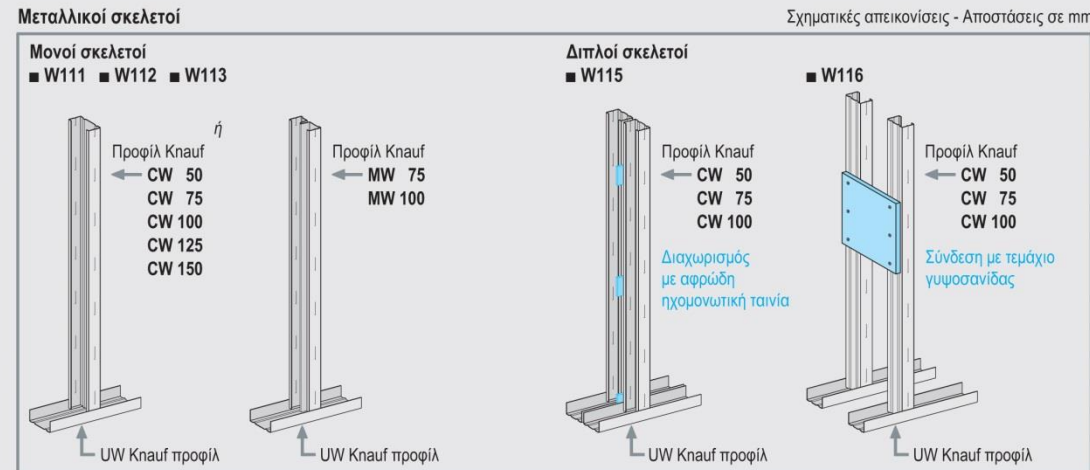 Μεταλλικοί σκελετοί
Σχηματικές απεικονίσεις - Αποστάσεις σε mm
Μονοί σκελετοί
■ W111 ■ W112 ■ W113
ή
Προφίλ Knauf
CW 50
CW 75
CW 100
CW 125
CW 150
UW Knauf προφίλ
Προφίλ Knauf
MW 75
MW 100
UW Knauf προφίλ
Διπλοί σκελετοί
■ W115
Προφίλ Knauf
CW 50
CW 75
CW 100
Διαχωρισμός
με αφρώδη
ηχομονωτική ταινία
UW Knauf προφίλ
■ W116
Προφίλ Knauf
CW 50
CW 75
CW 100
Σύνδεση με τεμάχιο
γυψοσανίδας
UW Knauf προφίλ